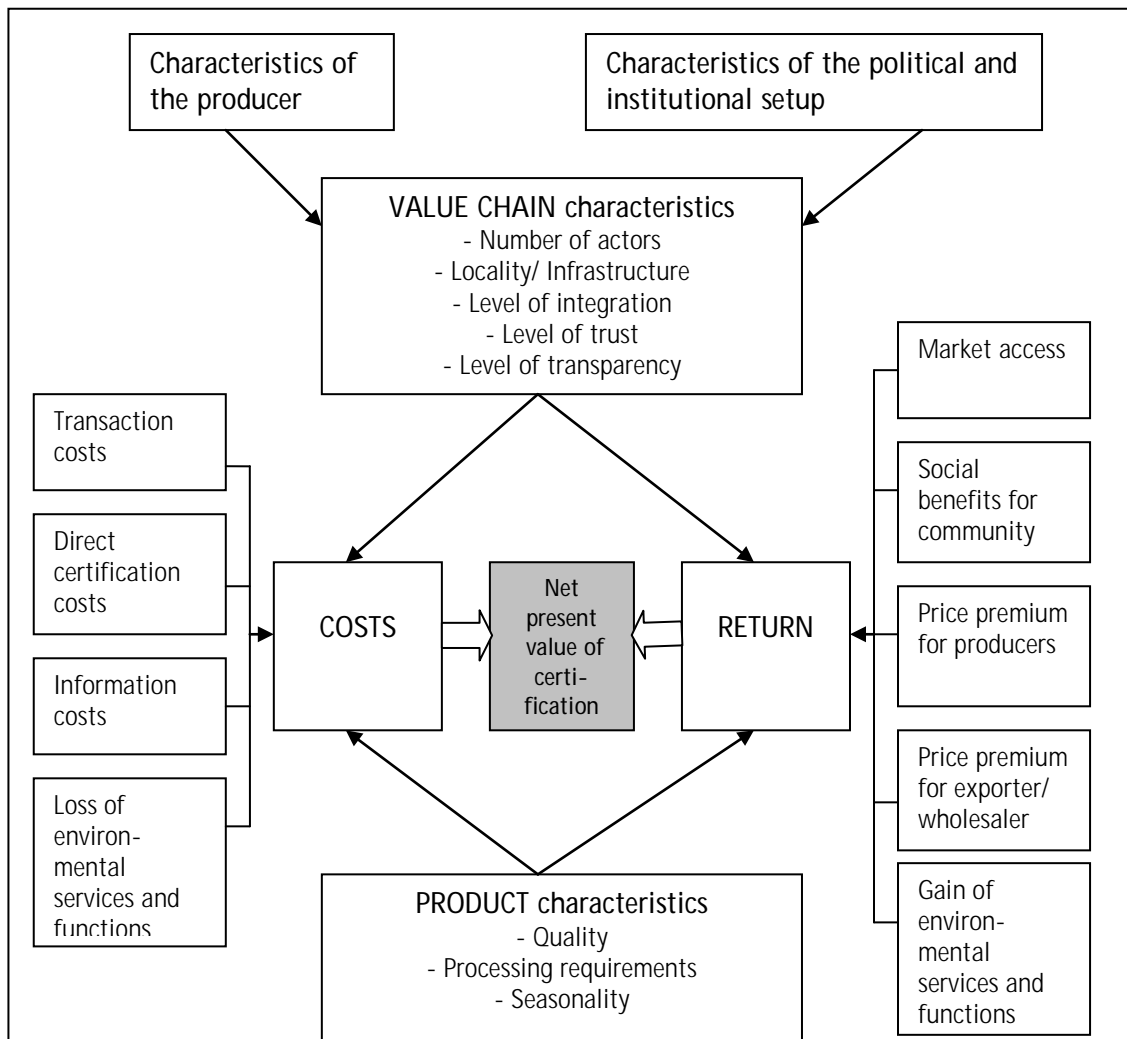 Characteristics of
the producer
Characteristics of the political and
institutional setup
VALUE CHAIN characteristics
- Number of actors
- Locality/ Infrastructure
- Level of integration
- Level of trust
- Level of transparency
Transaction
costs
Direct
certification
costs
Information
costs
Loss of
environ-
mental
services and
functions
COSTS
Net
present
value of
certi-
fication
RETURN
Market access
Social
benefits for
community
Price premium
for producers
Price premium
for exporter/
wholesaler
Gain of
environ-
mental
services and
functions
PRODUCT characteristics
- Quality
- Processing requirements
- Seasonality